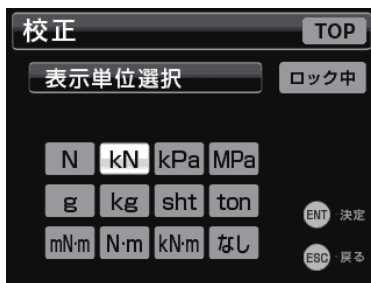 校正 TOP
表示単位選択 ロック中
N kN kPa MPa
g kg sht ton
ENT 決定
mN·m N·m kN·m なし
ESC 戻る